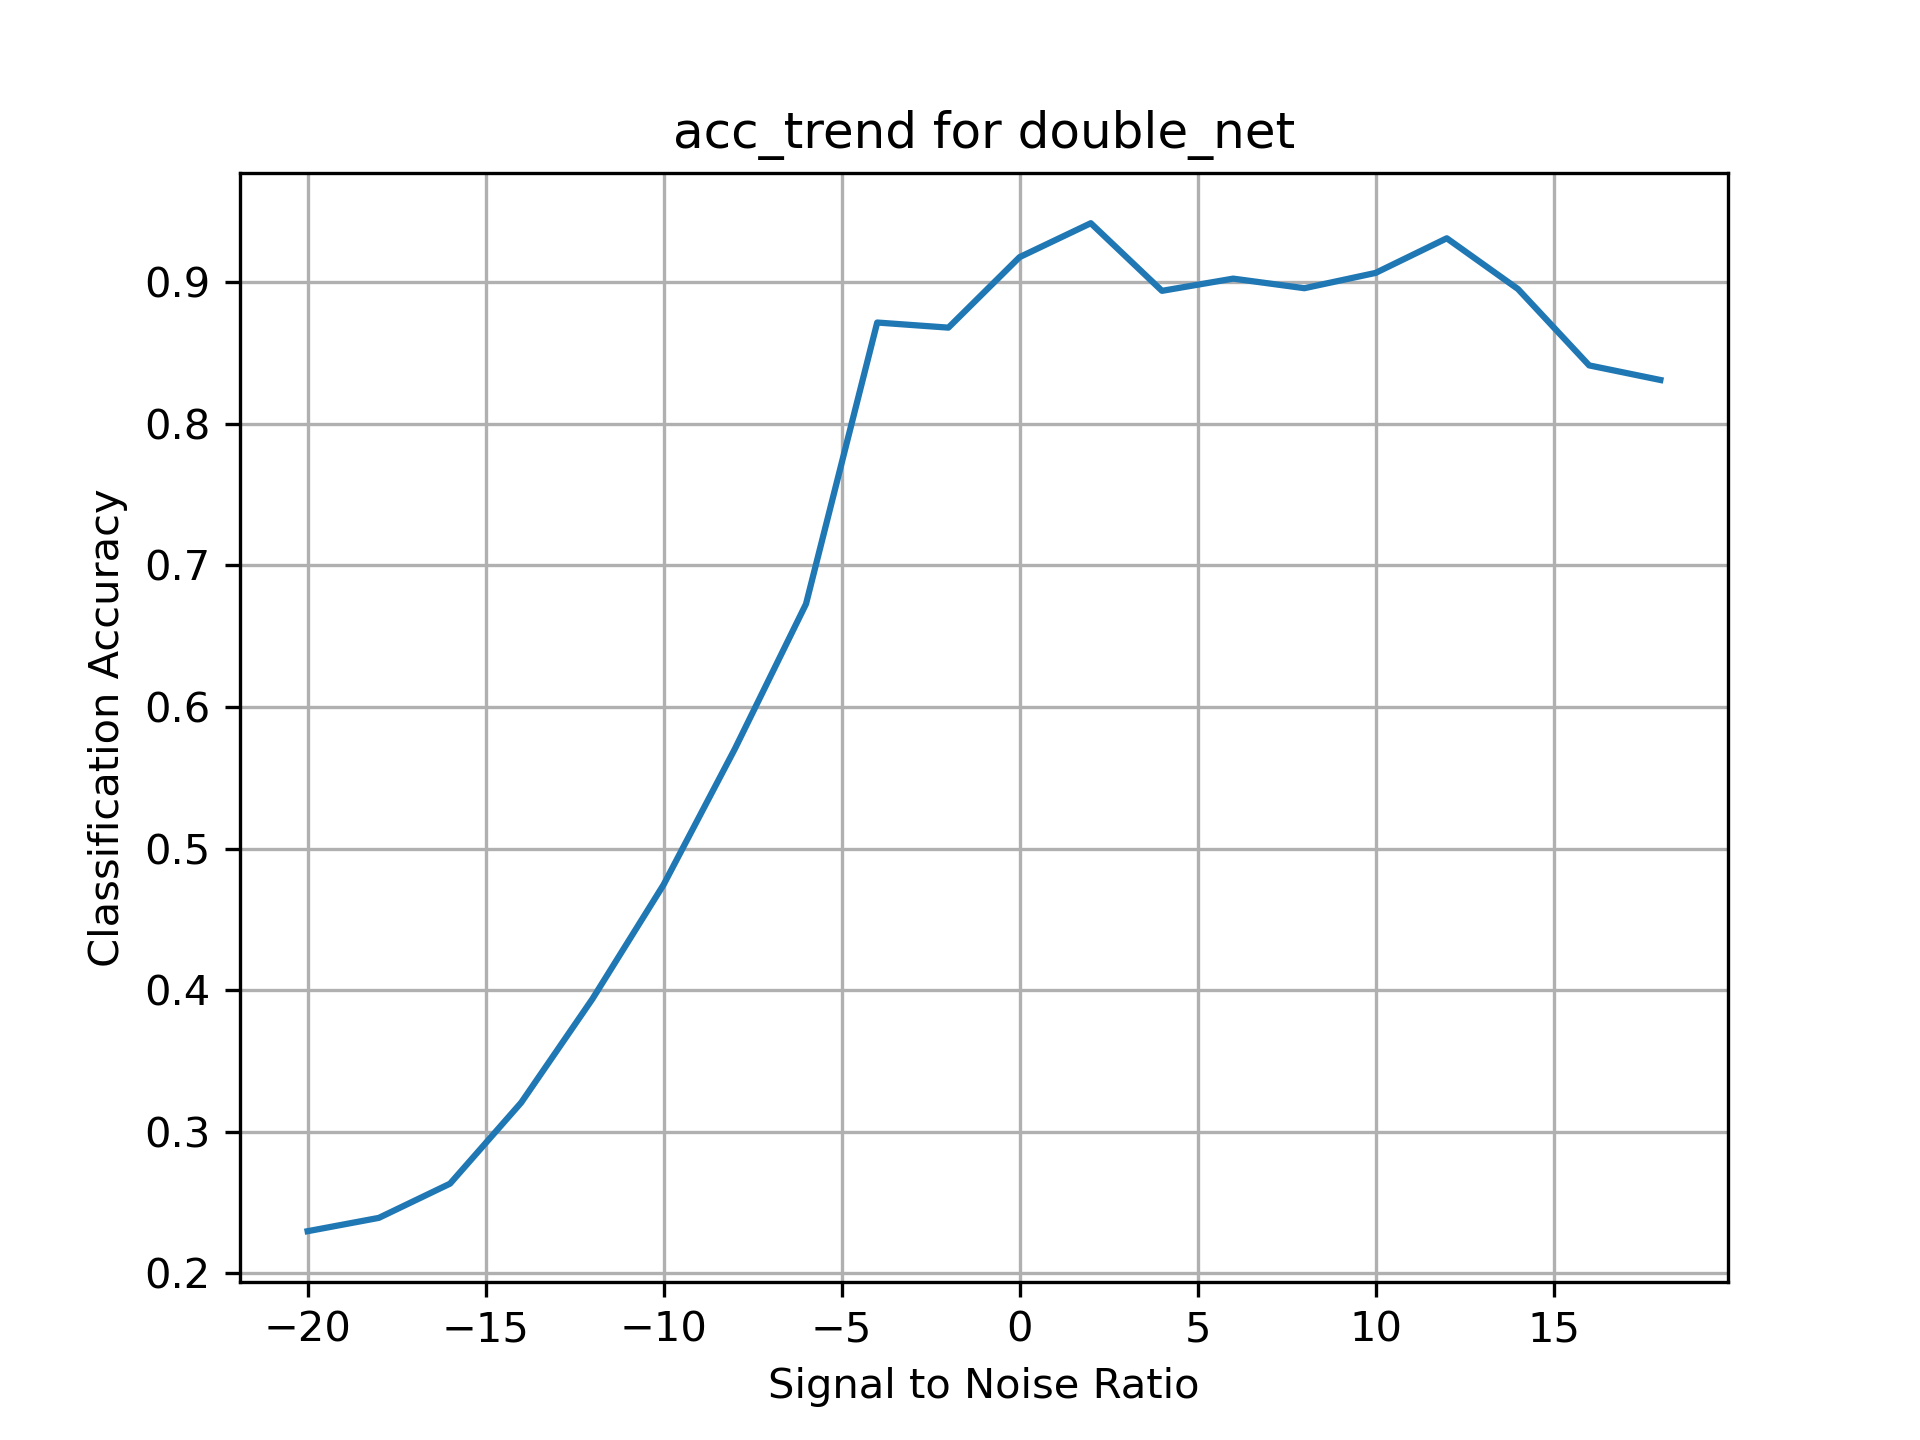 acc_trend for double_net
Classification Accuracy
0.9
0.8
0.7
0.6
0.5
0.4
0.3
0.2
−20 −15 −10 −5 0 5 10 15
Signal to Noise Ratio